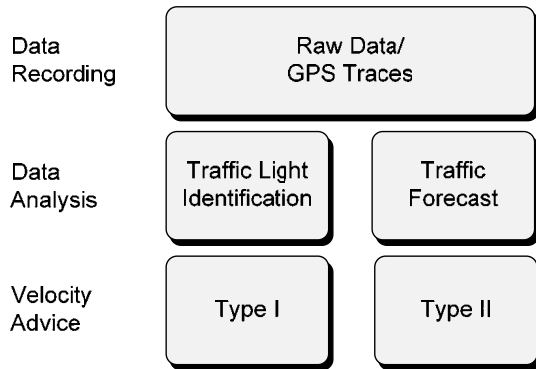 Data
Recording
Raw Data/
GPS Traces
Data
Analysis
Traffic Light
Identification
Traffic
Forecast
Velocity
Advice
Type I
Type II